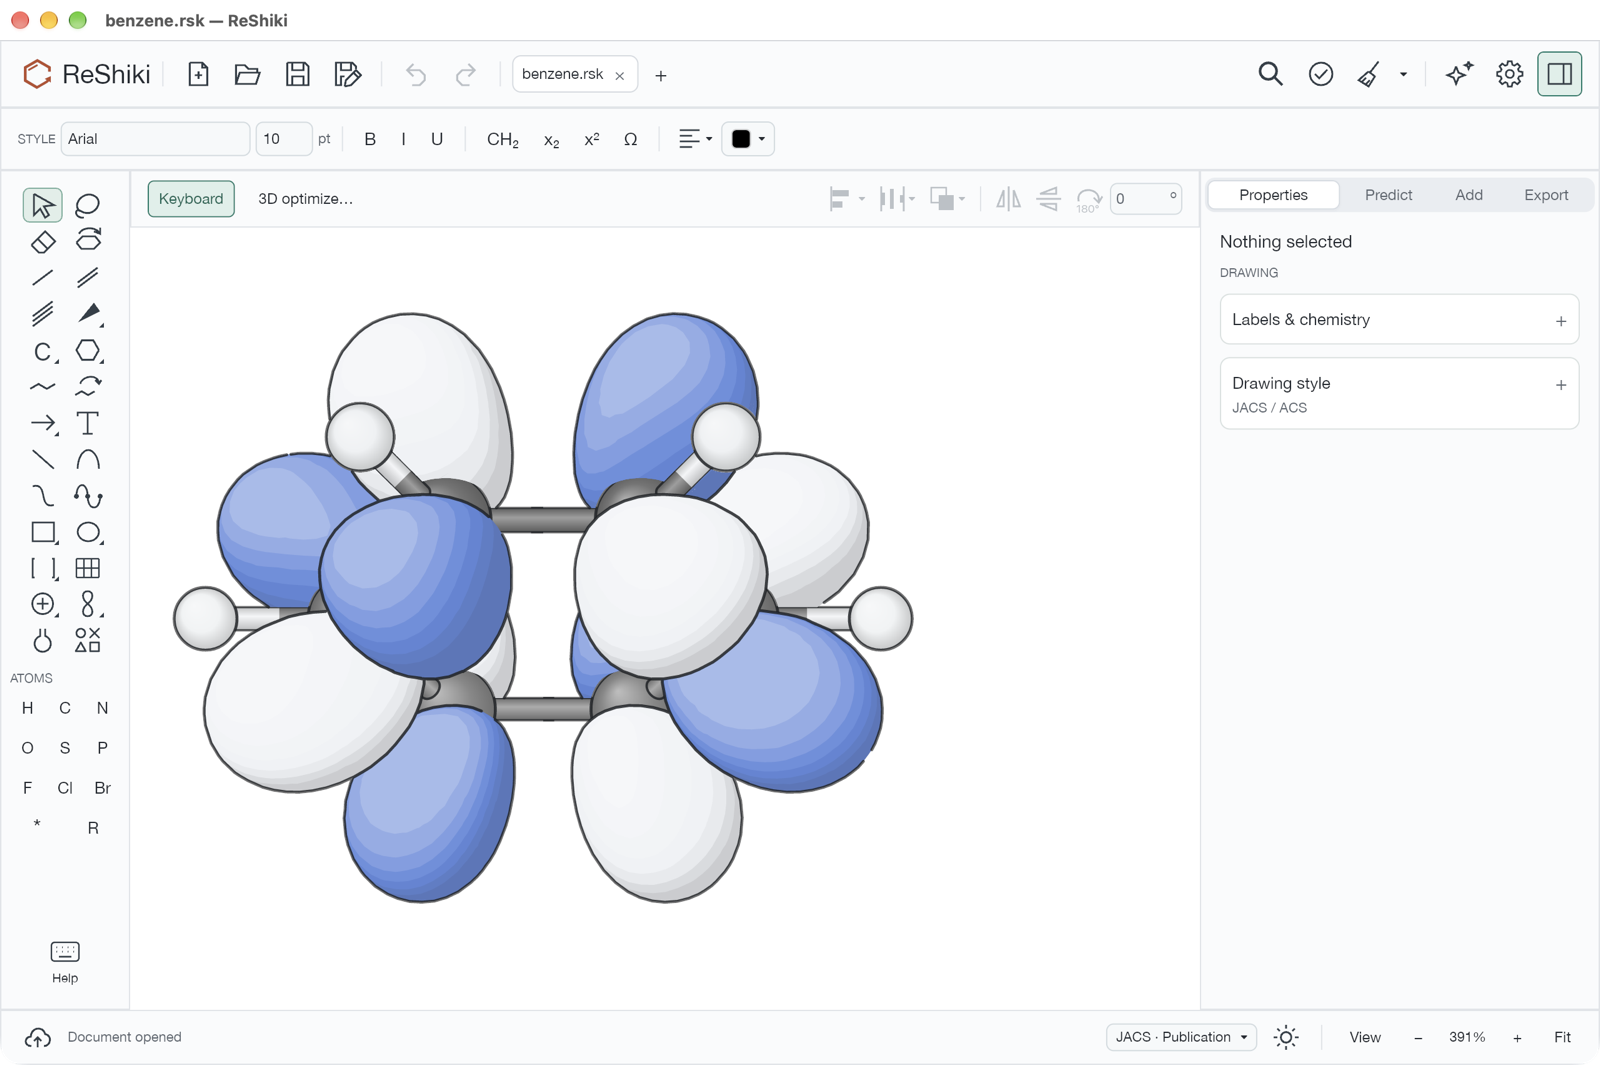 benzene.rsk — ReShiki
ReShiki
benzene.rsk × +
STYLE Arial 10 pt B I U CH₂ x₂ x² Ω
Keyboard 3D optimize...
180° 0 °
Properties Predict Add Export
Nothing selected
DRAWING
Labels & chemistry +
Drawing style +
JACS / ACS
C
T
[ ]
ATOMS
H C N
O S P
F Cl Br
* R
Help
Document opened
JACS · Publication
View − 391% + Fit